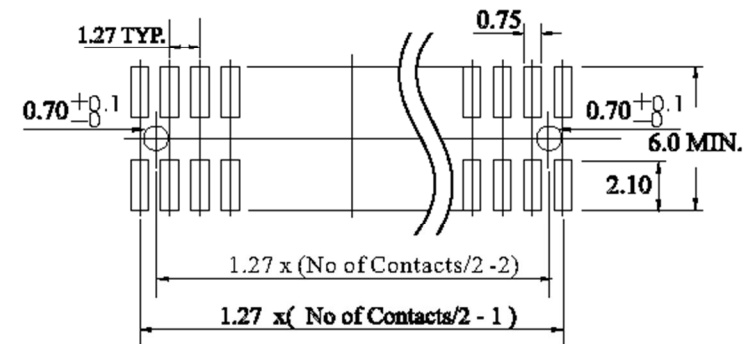 0.75
1.27 TYP.
0.70 +0.1 -0
0.70 +0.1 -0
6.0 MIN.
2.10
1.27 x (No of Contacts/2 -2)
1.27 x( No of Contacts/2 - 1 )